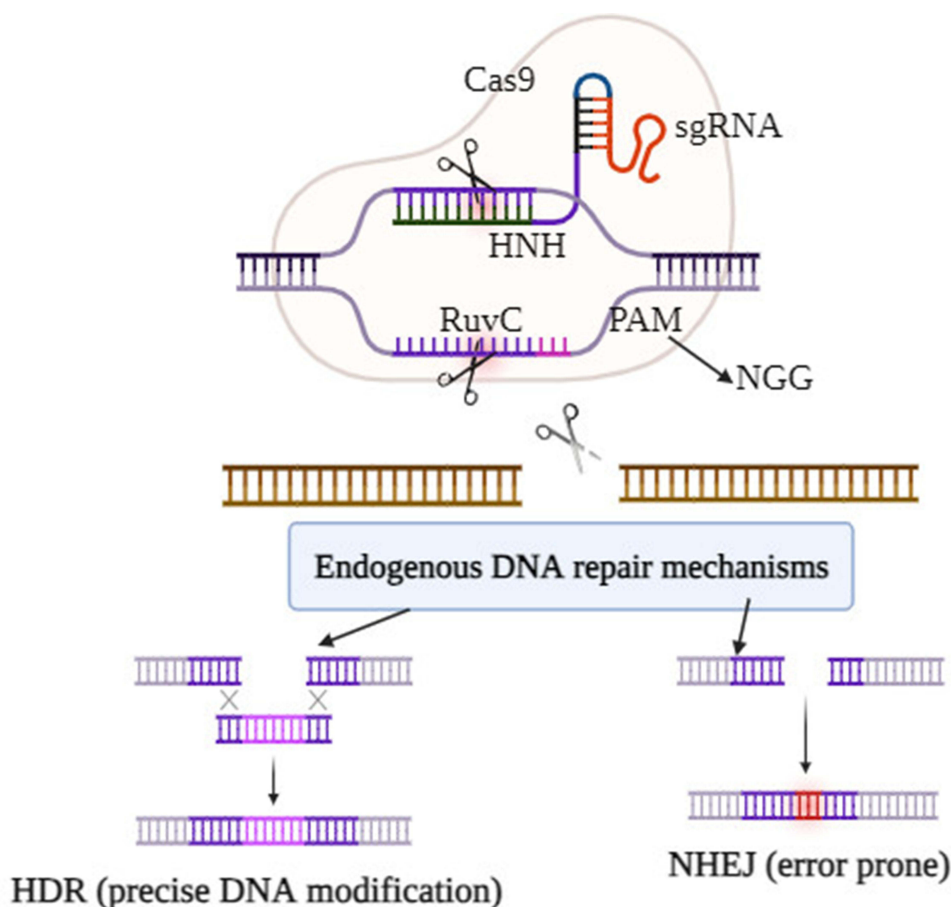 Cas9
sgRNA
HNH
RuvC
PAM
NGG
Endogenous DNA repair mechanisms
NHEJ (error prone)
HDR (precise DNA modification)